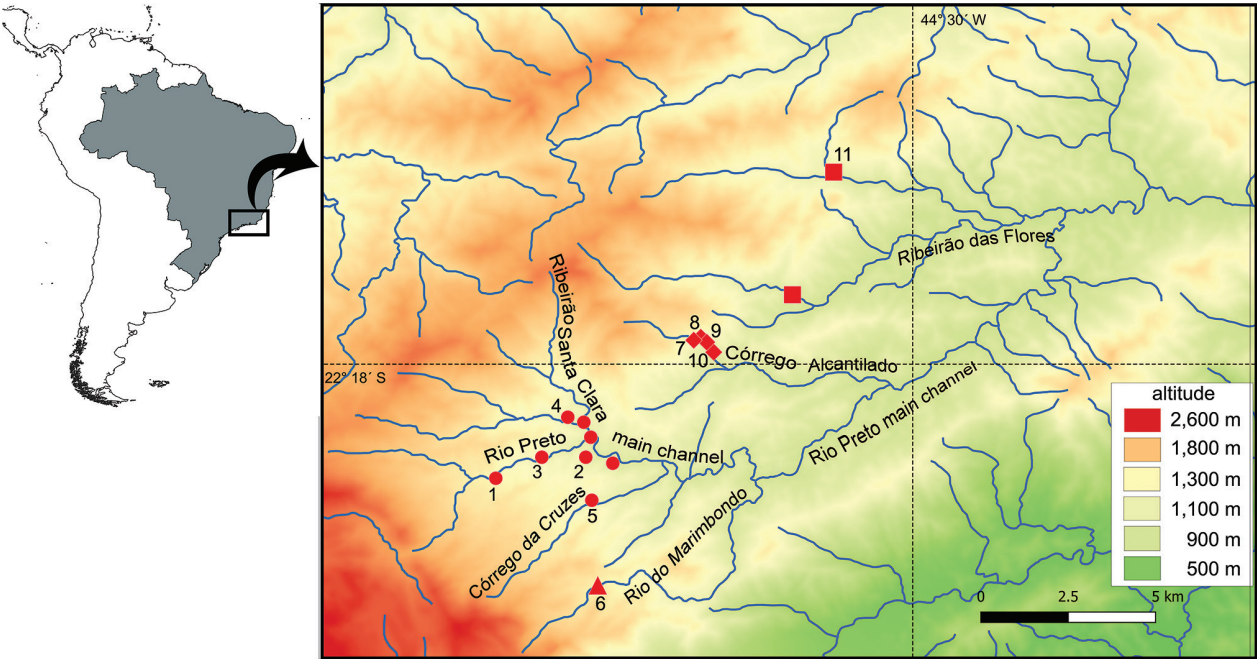 44° 30´ W
11
Ribeirão das Flores
Ribeirão Santa Clara
8
9
7
10
Córrego Alcantilado
22° 18´ S
Rio Preto main channel
4
Rio Preto
main channel
3
2
1
5
Córrego da Cruzes
Rio do Marimbondo
6
altitude
2,600 m
1,800 m
1,300 m
1,100 m
900 m
500 m
0 2.5 5 km